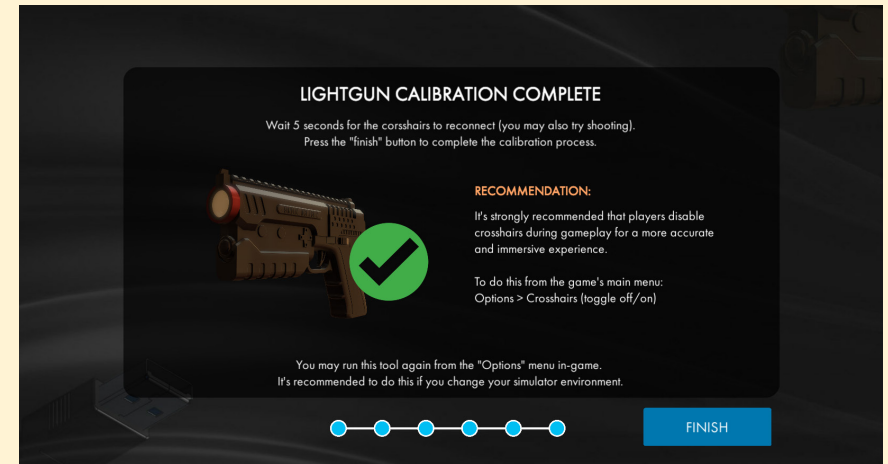 LIGHTGUN CALIBRATION COMPLETE
Wait 5 seconds for the corsshairs to reconnect (you may also try shooting).
Press the "finish" button to complete the calibration process.
RECOMMENDATION:
It's strongly recommended that players disable
crosshairs during gameplay for a more accurate
and immersive experience.
To do this from the game's main menu:
Options > Crosshairs (toggle off/on)
You may run this tool again from the "Options" menu in-game.
It's recommended to do this if you change your simulator environment.
FINISH